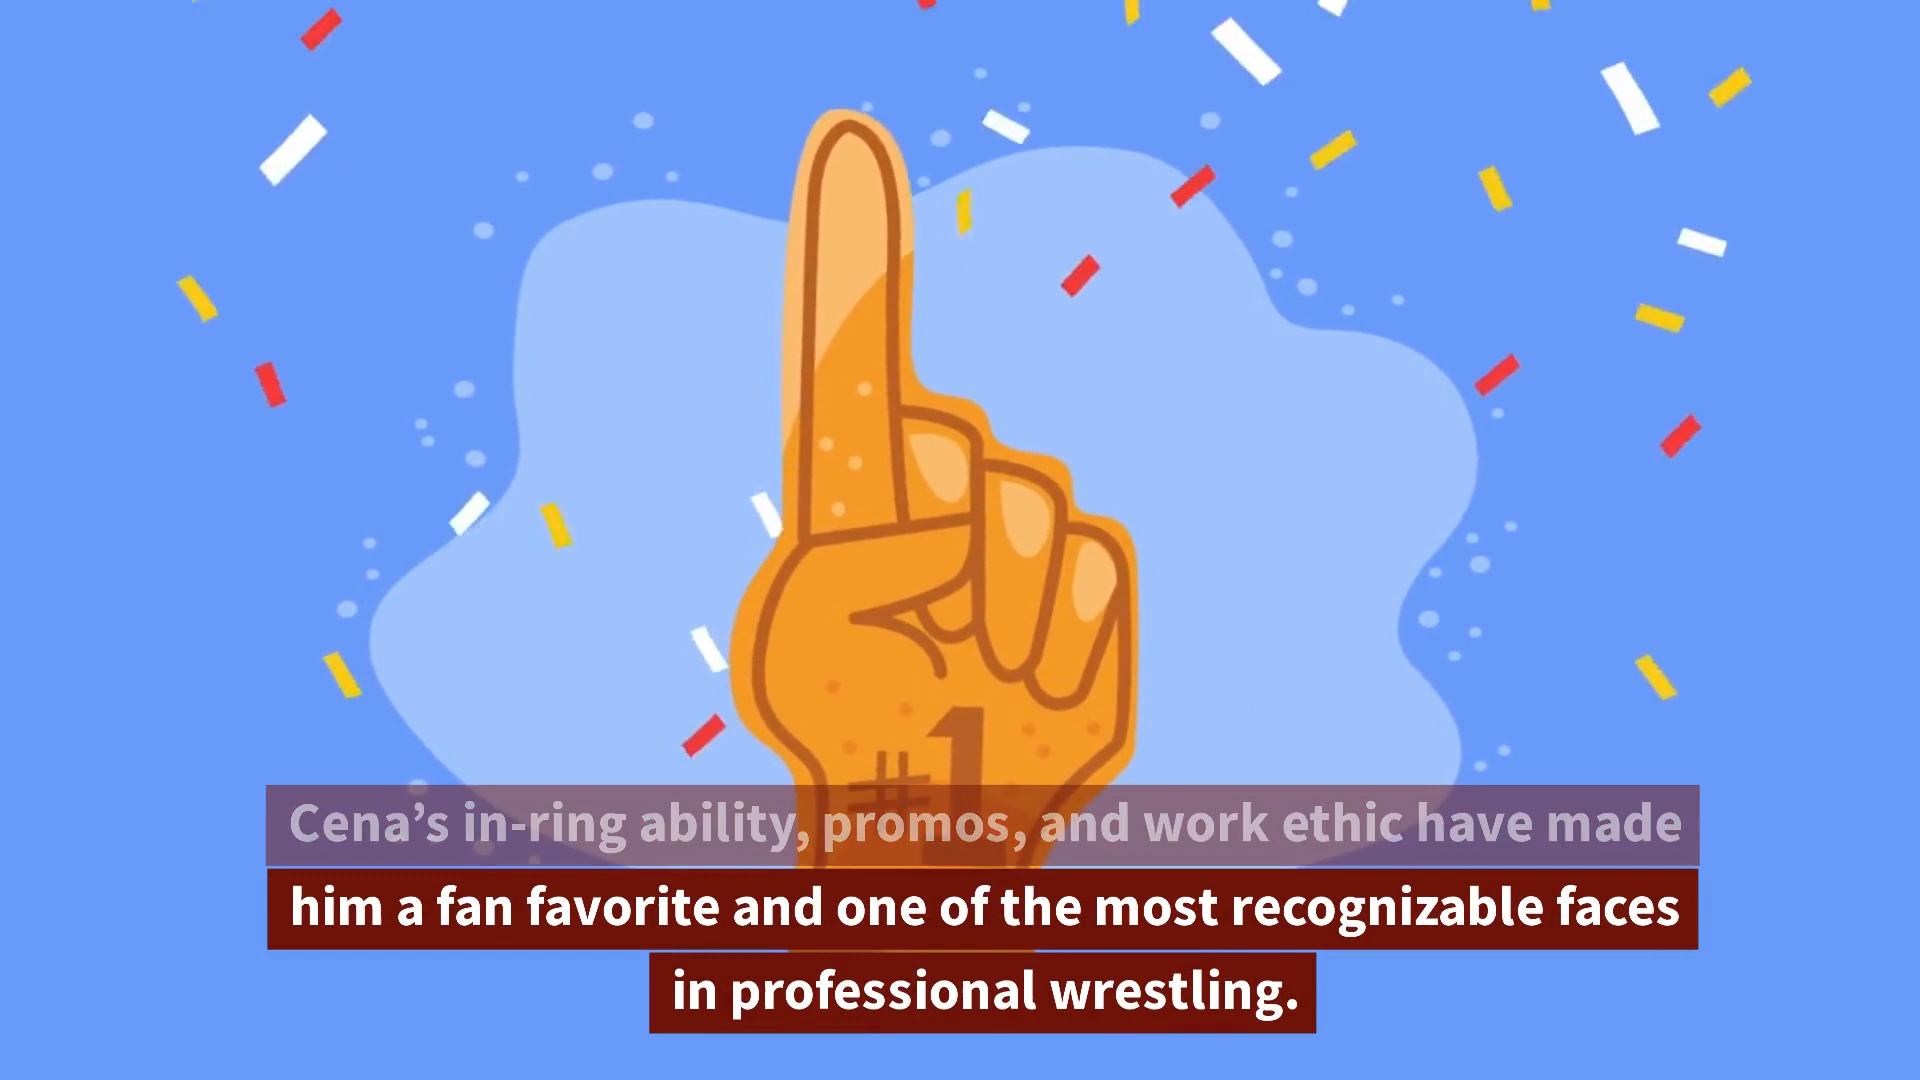 #1
Cena’s in-ring ability, promos, and work ethic have made
him a fan favorite and one of the most recognizable faces
in professional wrestling.